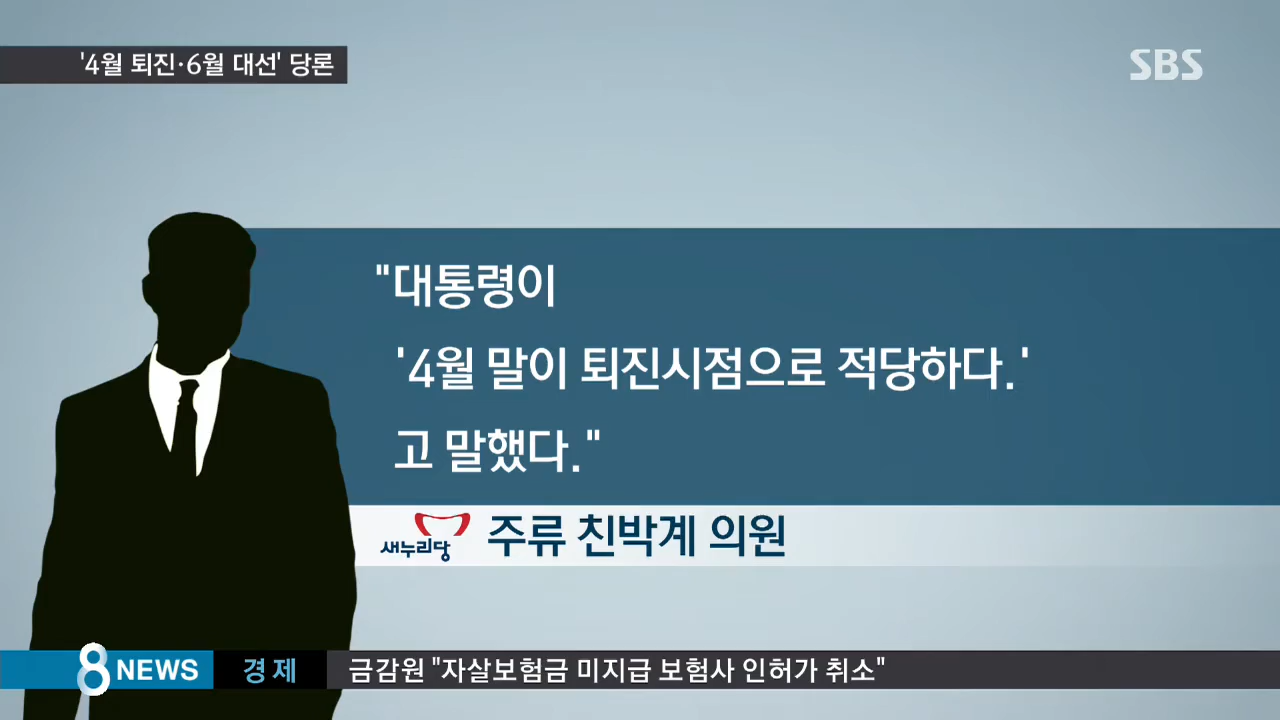 '4월 퇴진·6월 대선' 당론
SBS
"대통령이
'4월 말이 퇴진시점으로 적당하다.'
고 말했다."
새누리당 주류 친박계 의원
8 NEWS 경제 금감원 "자살보험금 미지급 보험사 인허가 취소"